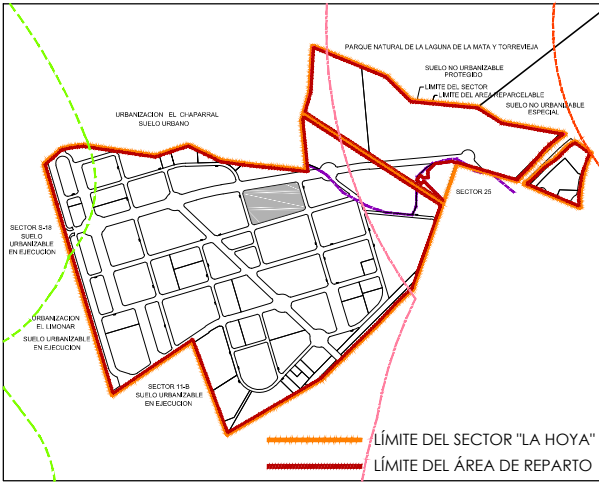 PARQUE NATURAL DE LA LAGUNA DE LA MATA Y TORREVIEJA
SUELO NO URBANIZABLE
PROTEGIDO
LIMITE DEL SECTOR
LIMITE DEL AREA REPARCELABLE
SUELO NO URBANIZABLE
ESPECIAL
URBANIZACION EL CHAPARRAL
SUELO URBANO
SECTOR 25
SECTOR S-18
SUELO
URBANIZABLE
EN EJECUCION
URBANIZACION
EL LIMONAR
SUELO URBANIZABLE
EN EJECUCION
SECTOR 11-B
SUELO URBANIZABLE
EN EJECUCION
LÍMITE DEL SECTOR "LA HOYA"
LÍMITE DEL ÁREA DE REPARTO